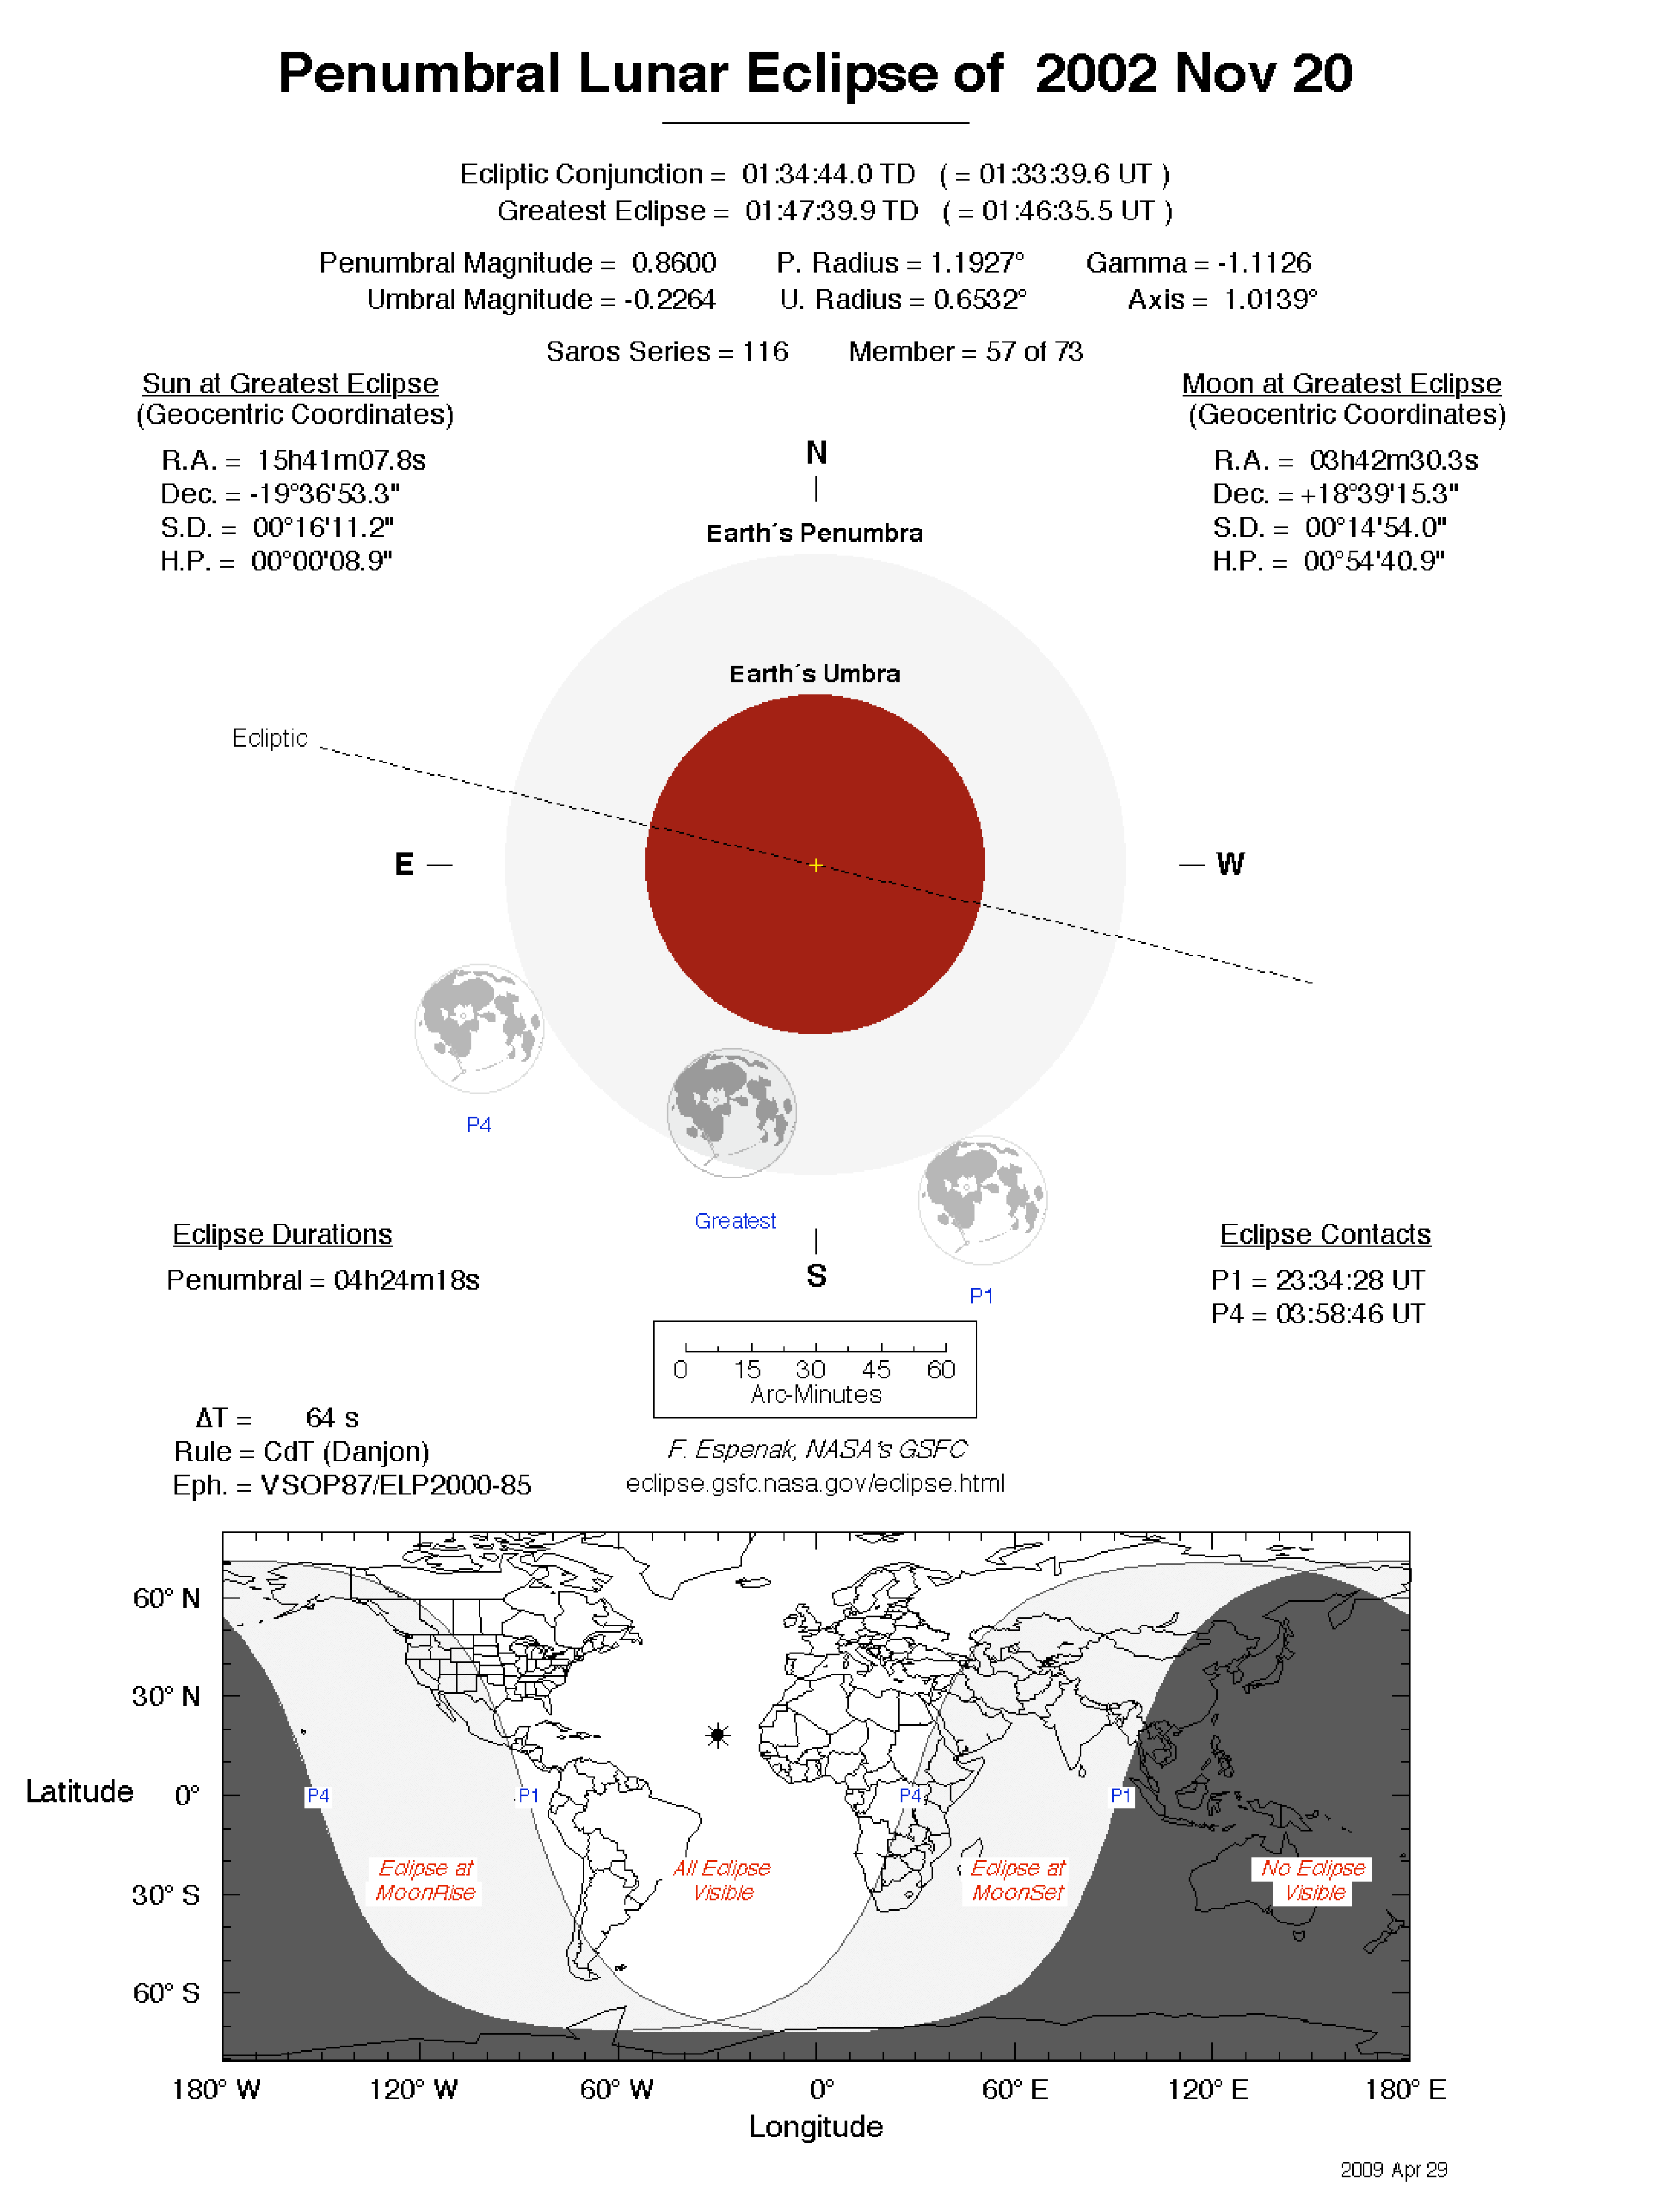 Penumbral Lunar Eclipse of 2002 Nov 20
Ecliptic Conjunction = 01:34:44.0 TD ( = 01:33:39.6 UT )
Greatest Eclipse = 01:47:39.9 TD ( = 01:46:35.5 UT )
Penumbral Magnitude = 0.8600 P. Radius = 1.1927° Gamma = -1.1126
Umbral Magnitude = -0.2264 U. Radius = 0.6532° Axis = 1.0139°
Saros Series = 116 Member = 57 of 73
Sun at Greatest Eclipse
(Geocentric Coordinates)
R.A. = 15h41m07.8s
Dec. = -19°36'53.3"
S.D. = 00°16'11.2"
H.P. = 00°00'08.9"
Moon at Greatest Eclipse
(Geocentric Coordinates)
R.A. = 03h42m30.3s
Dec. = +18°39'15.3"
S.D. = 00°14'54.0"
H.P. = 00°54'40.9"
N
Earth´s Penumbra
Earth´s Umbra
Ecliptic
E
W
P4
Greatest
P1
S
Eclipse Durations
Penumbral = 04h24m18s
Eclipse Contacts
P1 = 23:34:28 UT
P4 = 03:58:46 UT
0 15 30 45 60
Arc-Minutes
ΔT = 64 s
Rule = CdT (Danjon)
Eph. = VSOP87/ELP2000-85
F. Espenak, NASA's GSFC
eclipse.gsfc.nasa.gov/eclipse.html
60° N
30° N
Latitude 0°
30° S
60° S
P4
P1
P4
P1
Eclipse at
MoonRise
All Eclipse
Visible
Eclipse at
MoonSet
No Eclipse
Visible
180° W 120° W 60° W 0° 60° E 120° E 180° E
Longitude
2009 Apr 29